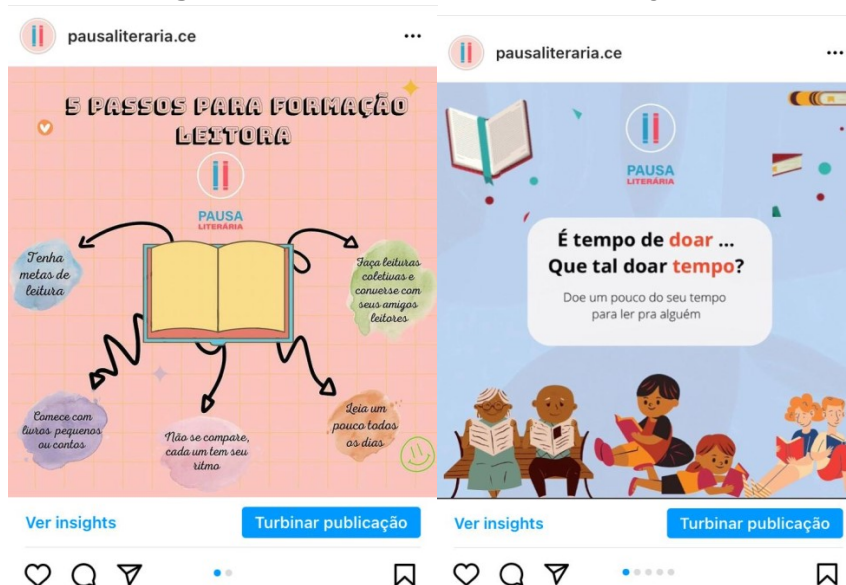 pausaliteraria.ce
5 PASSOS PARA FORMAÇÃO
LEITORA
PAUSA
LITERÁRIA
Tenha
metas de
leitura
Faça leituras
coletivas e
converse com
seus amigos
leitores
Comece com
livros pequenos
ou contos
Não se compare,
cada um tem seu
ritmo
Leia um
pouco todos
os dias
Ver insights
Turbinar publicação
pausaliteraria.ce
PAUSA
LITERÁRIA
É tempo de doar ...
Que tal doar tempo?
Doe um pouco do seu tempo
para ler pra alguém
Ver insights
Turbinar publicação